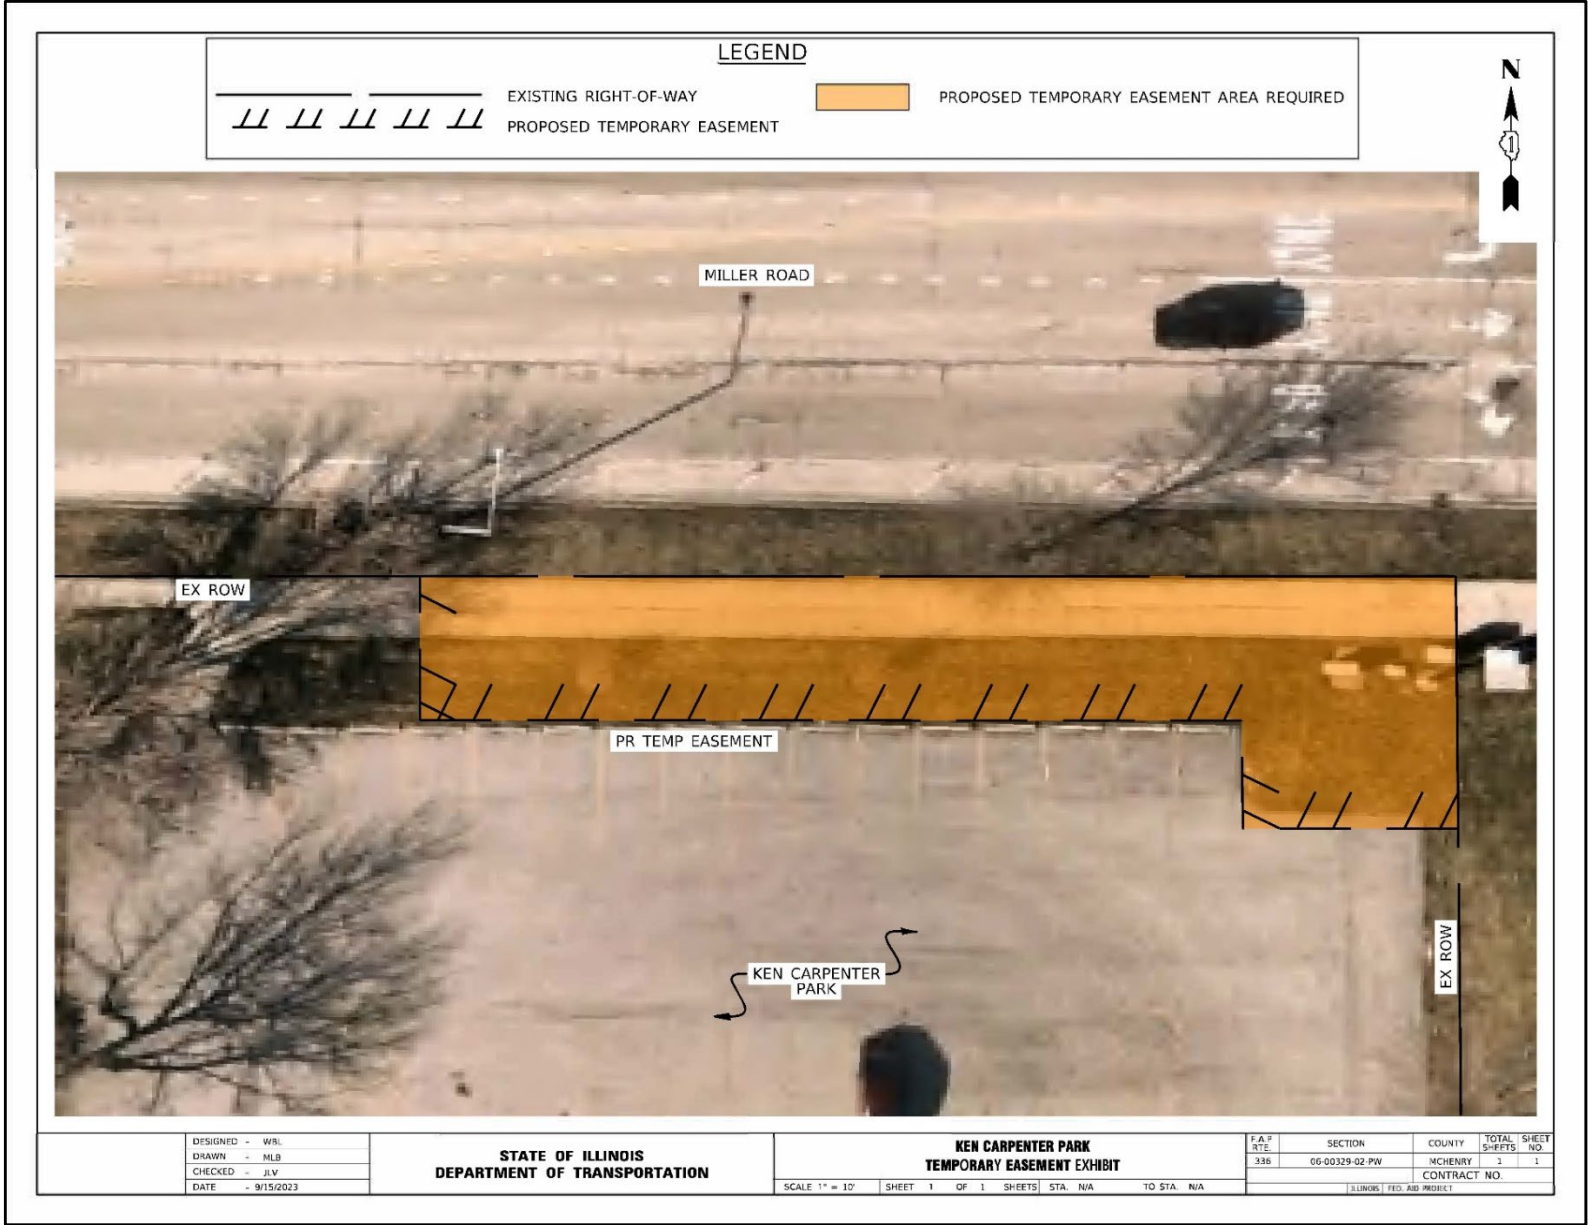 LEGEND
EXISTING RIGHT-OF-WAY
PROPOSED TEMPORARY EASEMENT
PROPOSED TEMPORARY EASEMENT AREA REQUIRED
N
1
MILLER ROAD
EX ROW
PR TEMP EASEMENT
KEN CARPENTER
PARK
EX ROW
DESIGNED - WBL
DRAWN - MLB
CHECKED - JLV
DATE - 9/15/2023
STATE OF ILLINOIS
DEPARTMENT OF TRANSPORTATION
KEN CARPENTER PARK
TEMPORARY EASEMENT EXHIBIT
SCALE 1" = 10' SHEET 1 OF 1 SHEETS STA. N/A TO STA. N/A
F.A.P RTE. SECTION COUNTY TOTAL SHEETS SHEET NO.
336 06-00329-02-PW MCHENRY 1 1
CONTRACT NO.
ILLINOIS FED. AID PROJECT